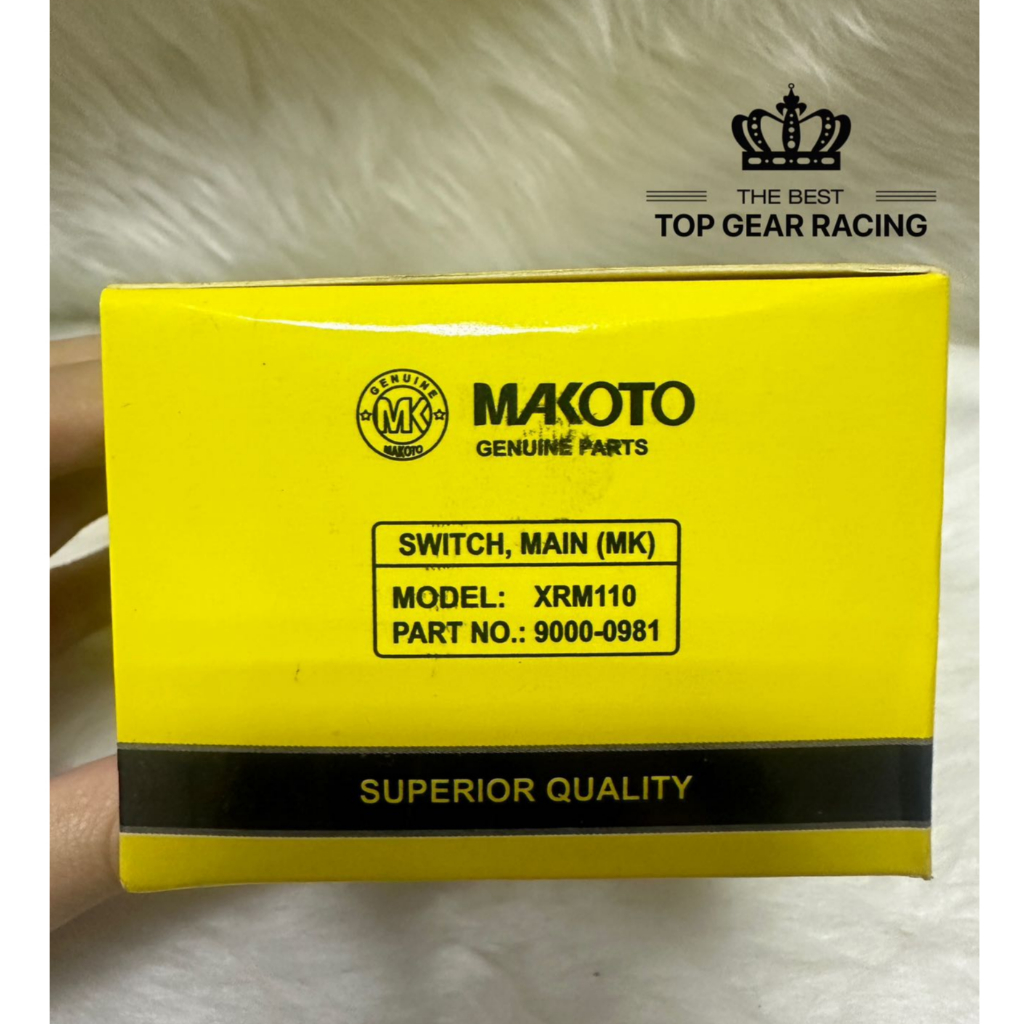 THE BEST
TOP GEAR RACING
GENUINE
MK
MAKOTO
MAKOTO
GENUINE PARTS
SWITCH, MAIN (MK)
MODEL: XRM110
PART NO.: 9000-0981
SUPERIOR QUALITY